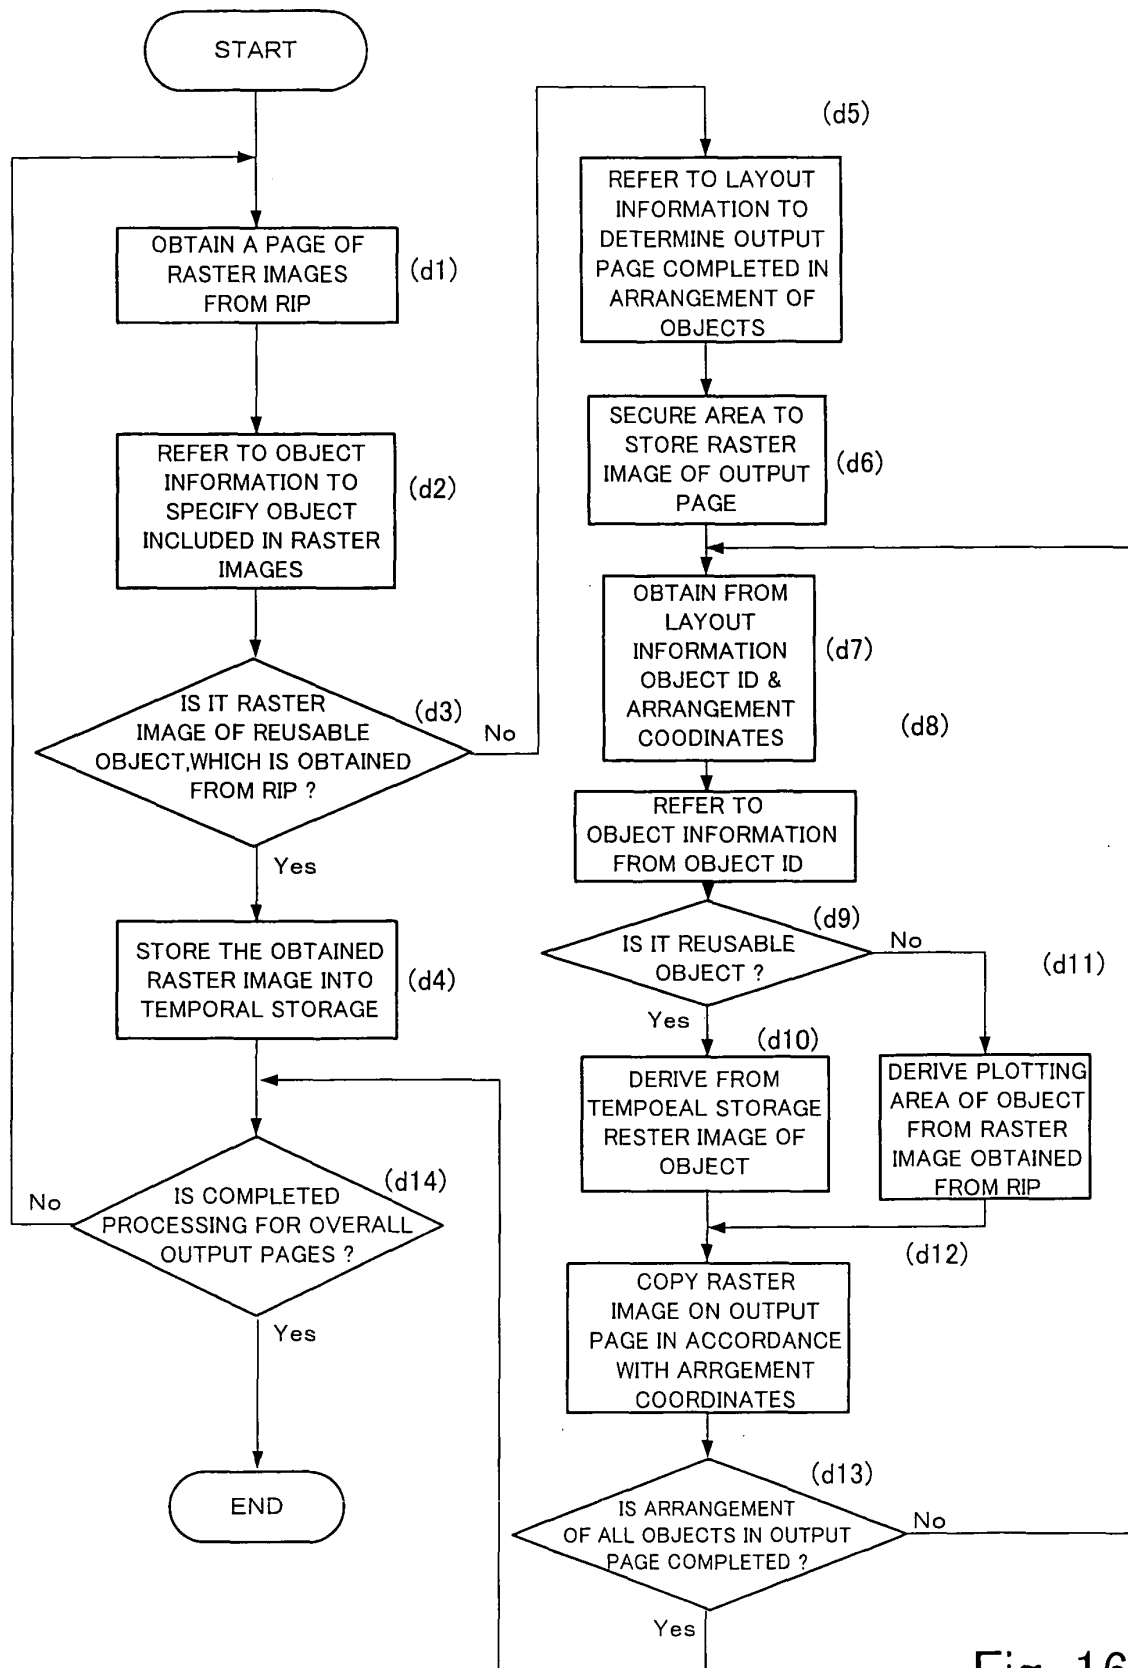 START
OBTAIN A PAGE OF
RASTER IMAGES
FROM RIP
(d1)
REFER TO OBJECT
INFORMATION TO
SPECIFY OBJECT
INCLUDED IN RASTER
IMAGES
(d2)
IS IT RASTER
IMAGE OF REUSABLE
OBJECT,WHICH IS OBTAINED
FROM RIP ?
(d3)
No
Yes
STORE THE OBTAINED
RASTER IMAGE INTO
TEMPORAL STORAGE
(d4)
IS COMPLETED
PROCESSING FOR OVERALL
OUTPUT PAGES ?
(d14)
No
Yes
END
(d5)
REFER TO LAYOUT
INFORMATION TO
DETERMINE OUTPUT
PAGE COMPLETED IN
ARRANGEMENT OF
OBJECTS
SECURE AREA TO
STORE RASTER
IMAGE OF OUTPUT
PAGE
(d6)
OBTAIN FROM
LAYOUT
INFORMATION
OBJECT ID &
ARRANGEMENT
COODINATES
(d7)
(d8)
REFER TO
OBJECT INFORMATION
FROM OBJECT ID
(d9)
IS IT REUSABLE
OBJECT ?
No
Yes
(d10)
DERIVE FROM
TEMPOEAL STORAGE
RESTER IMAGE OF
OBJECT
(d11)
DERIVE PLOTTING
AREA OF OBJECT
FROM RASTER
IMAGE OBTAINED
FROM RIP
(d12)
COPY RASTER
IMAGE ON OUTPUT
PAGE IN ACCORDANCE
WITH ARRGEMENT
COORDINATES
(d13)
IS ARRANGEMENT
OF ALL OBJECTS IN OUTPUT
PAGE COMPLETED ?
No
Yes
Fig. 16